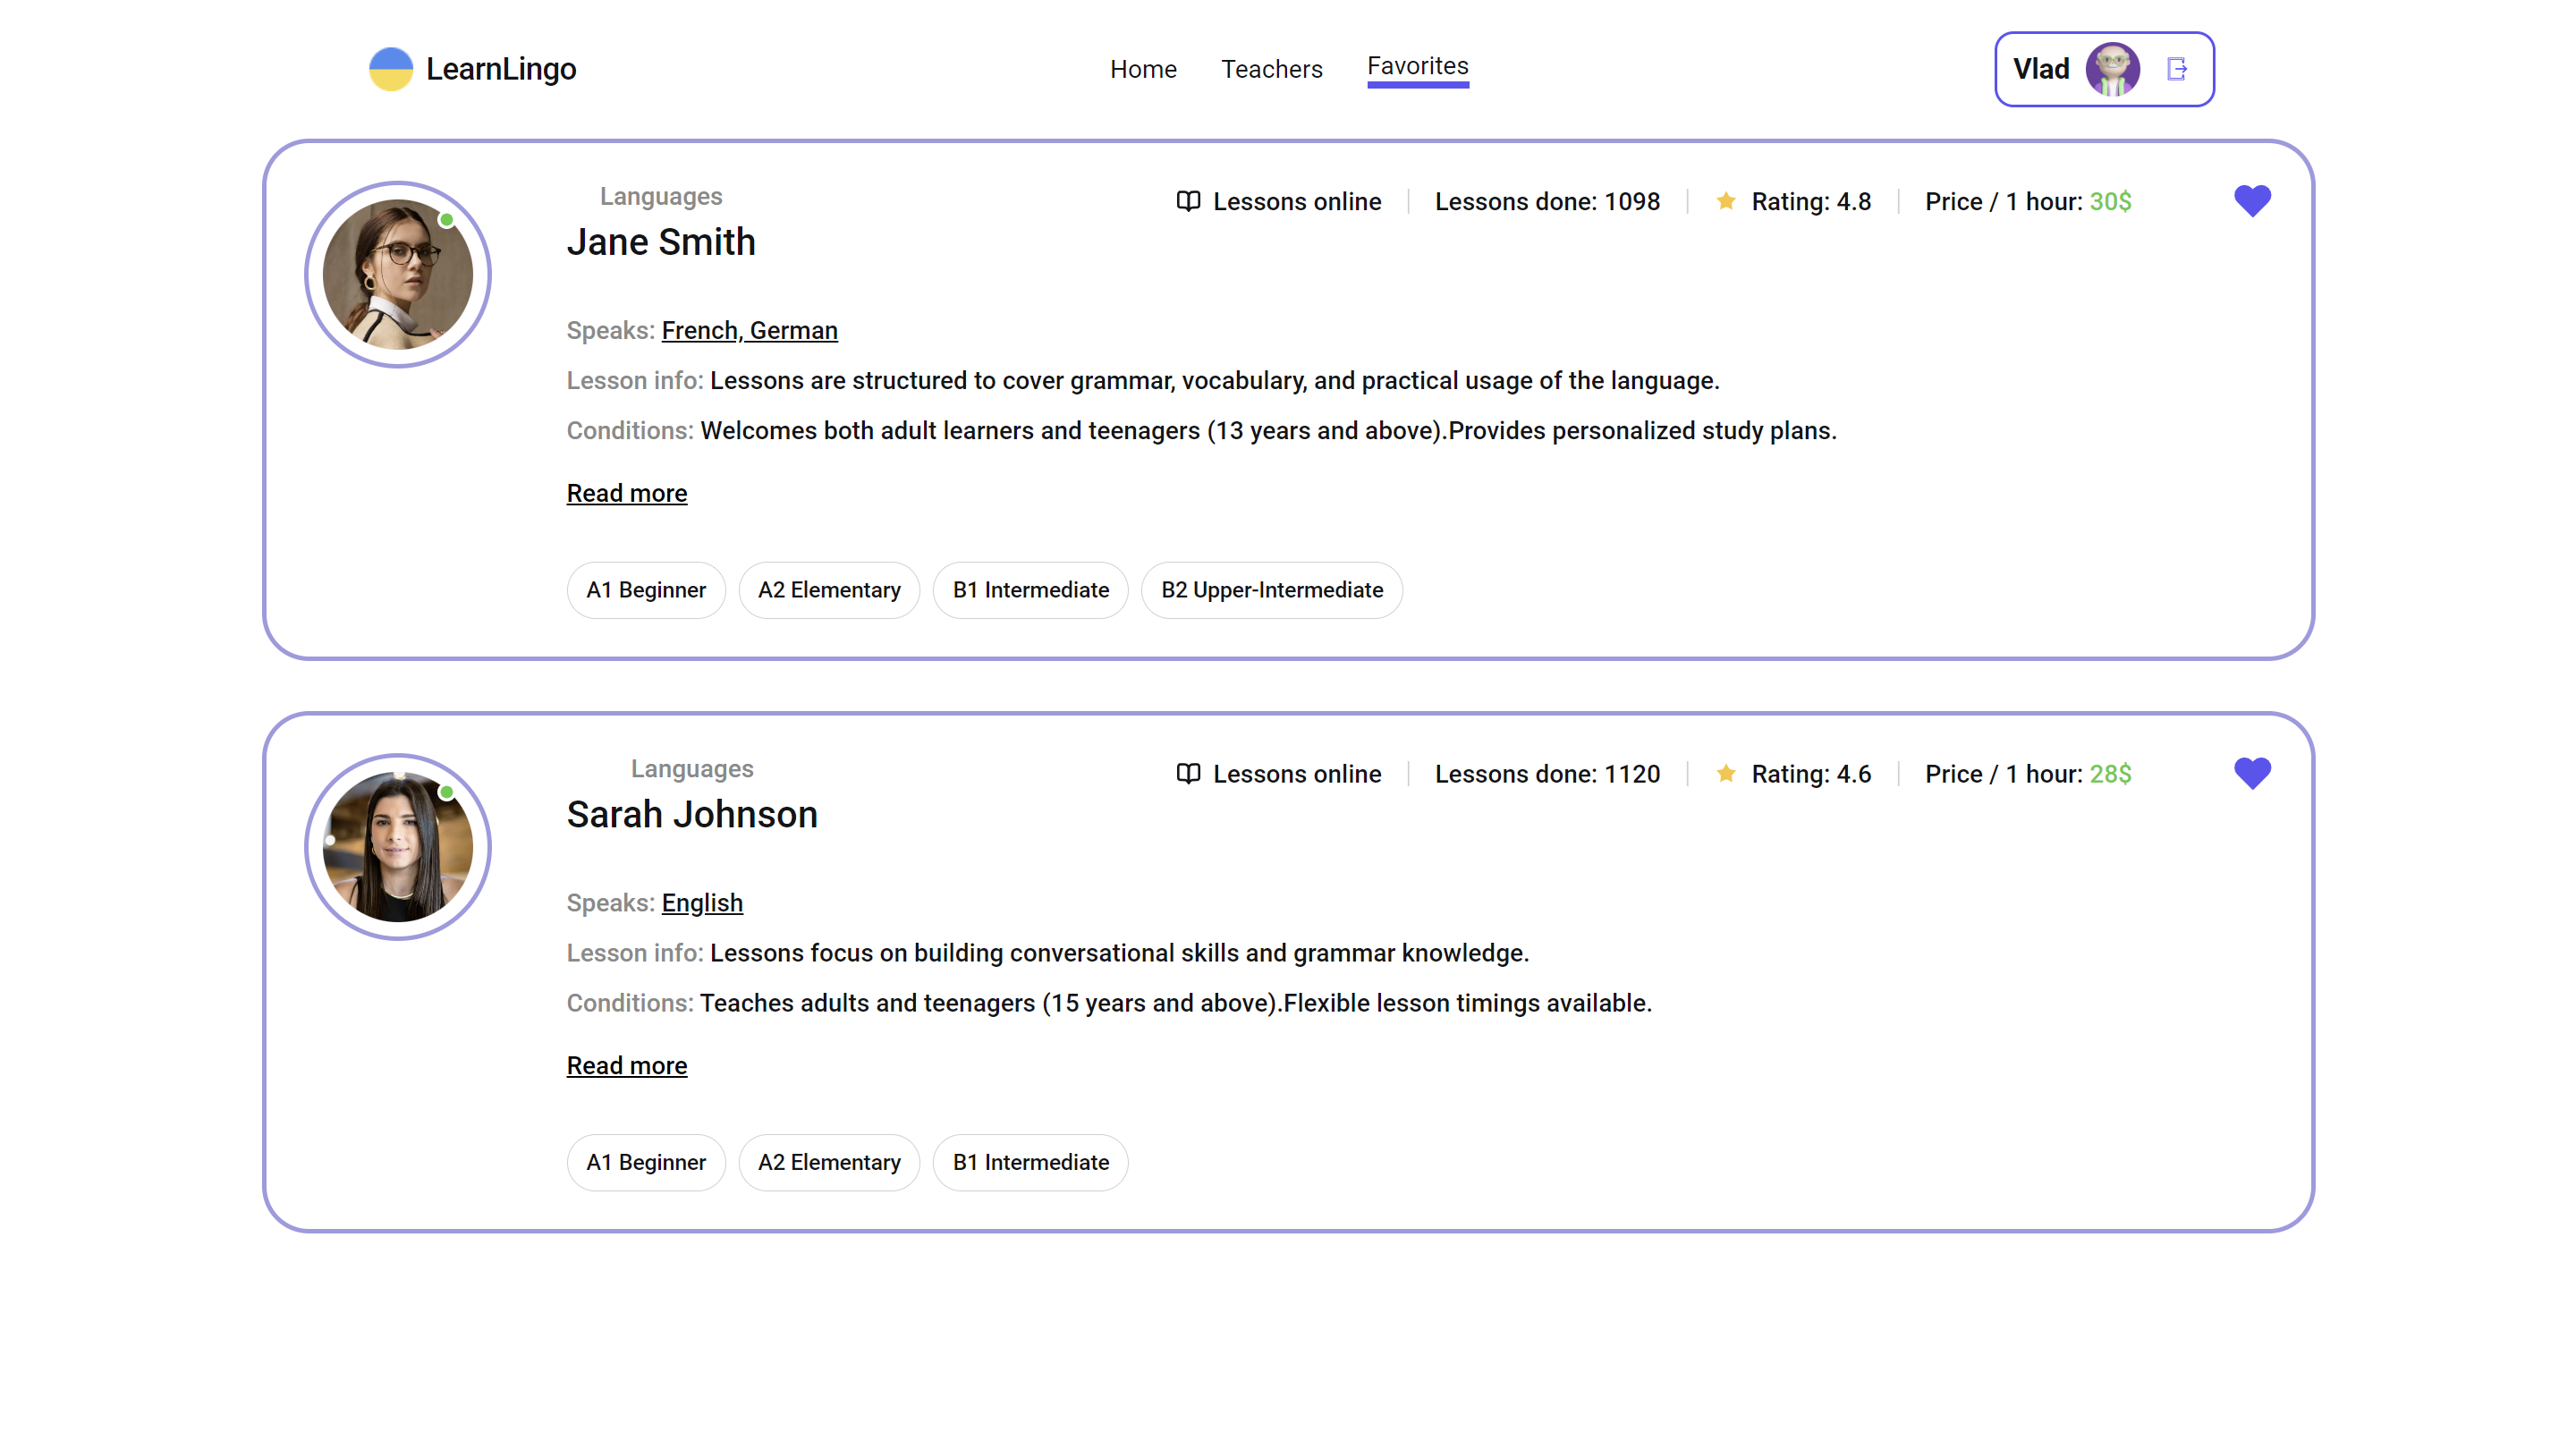 LearnLingo
Home Teachers Favorites
Vlad
Languages
Jane Smith
Lessons online Lessons done: 1098 Rating: 4.8 Price / 1 hour: 30$
Speaks: French, German
Lesson info: Lessons are structured to cover grammar, vocabulary, and practical usage of the language.
Conditions: Welcomes both adult learners and teenagers (13 years and above).Provides personalized study plans.
Read more
A1 Beginner A2 Elementary B1 Intermediate B2 Upper-Intermediate
Languages
Sarah Johnson
Lessons online Lessons done: 1120 Rating: 4.6 Price / 1 hour: 28$
Speaks: English
Lesson info: Lessons focus on building conversational skills and grammar knowledge.
Conditions: Teaches adults and teenagers (15 years and above).Flexible lesson timings available.
Read more
A1 Beginner A2 Elementary B1 Intermediate